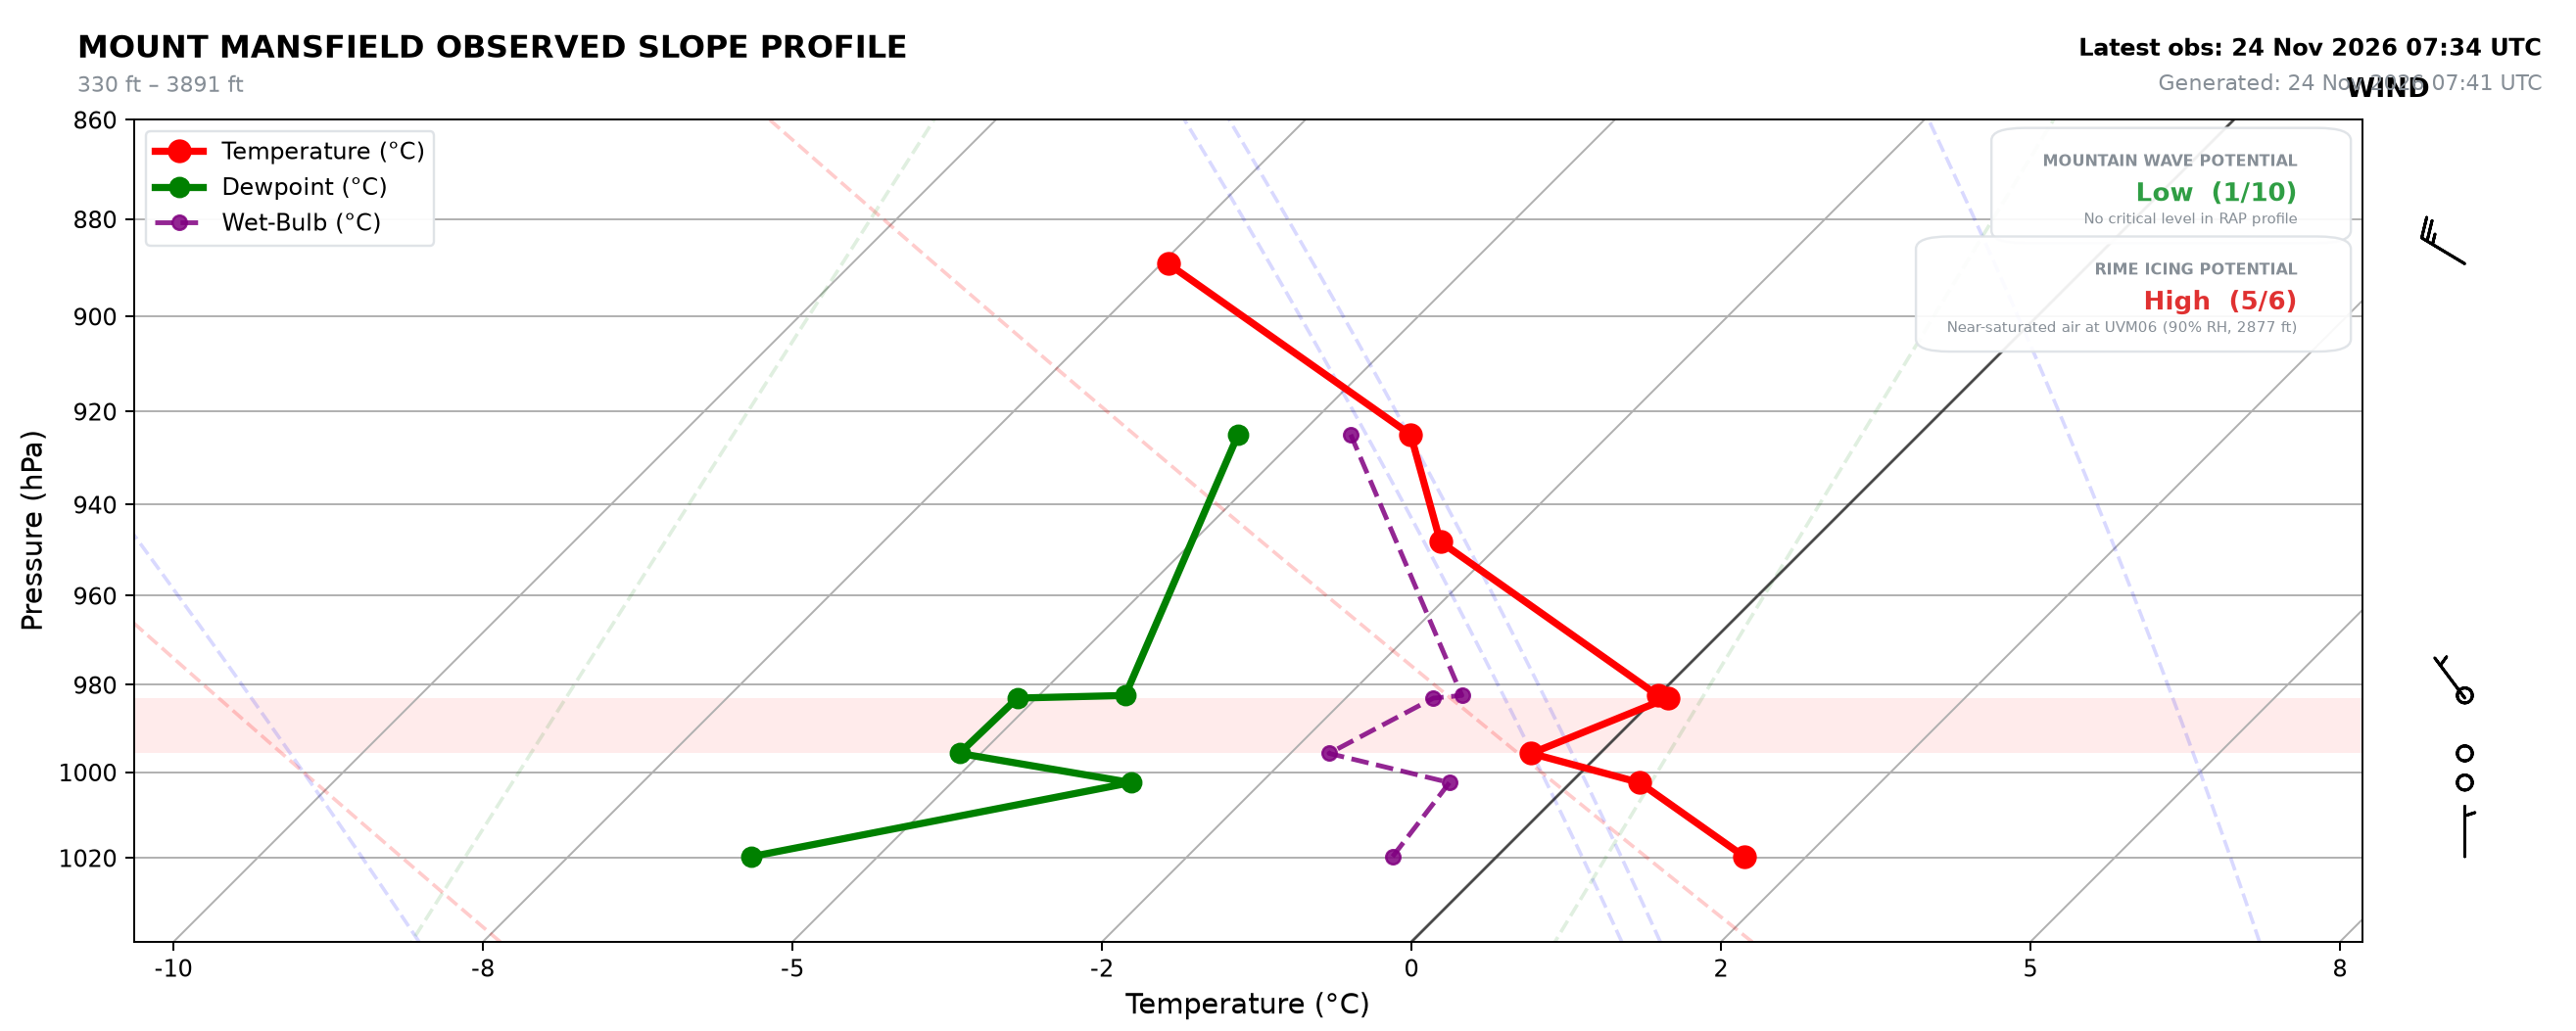 MOUNT MANSFIELD OBSERVED SLOPE PROFILE
330 ft – 3891 ft
Latest obs: 24 Nov 2026 07:34 UTC
Generated: 24 Nov 2026 07:41 UTC
WIND
Temperature (°C)
Dewpoint (°C)
Wet-Bulb (°C)
MOUNTAIN WAVE POTENTIAL
Low (1/10)
No critical level in RAP profile
RIME ICING POTENTIAL
High (5/6)
Near-saturated air at UVM06 (90% RH, 2877 ft)
Pressure (hPa)
860
880
900
920
940
960
980
1000
1020
-10 -8 -5 -2 0 2 5 8
Temperature (°C)